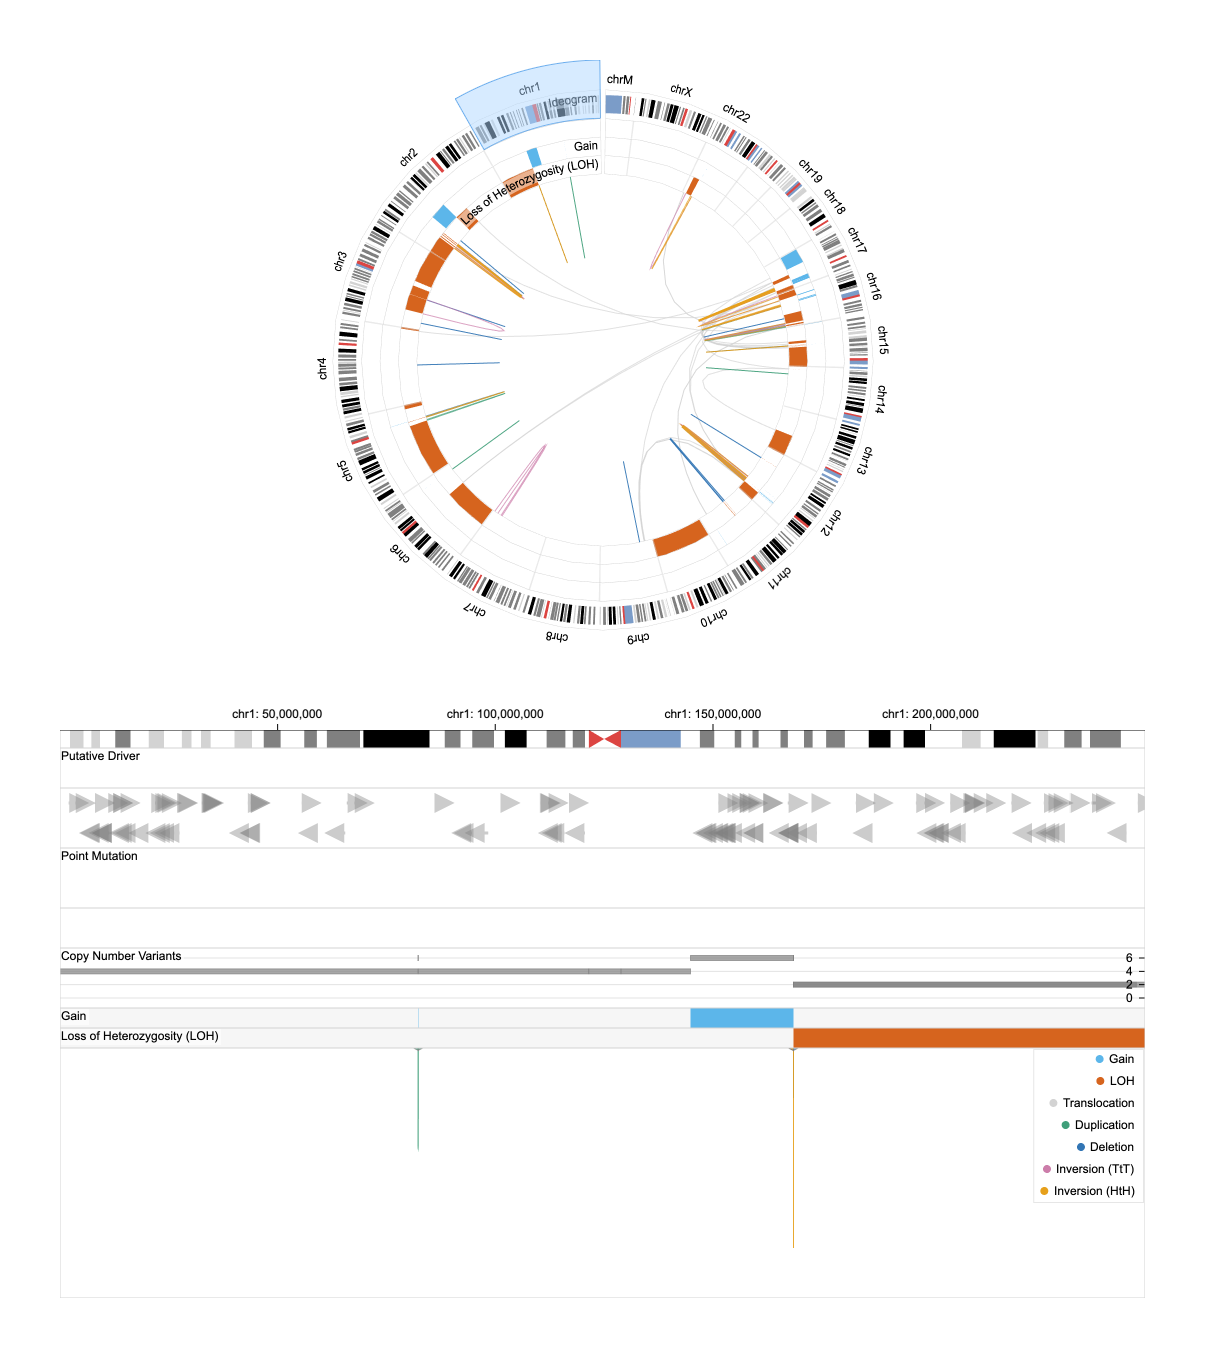 chrM
chrX
chr22
chr19
chr18
chr17
chr16
chr15
chr14
chr13
chr12
chr11
chr10
chr9
chr8
chr7
chr6
chr5
chr4
chr3
chr2
chr1
Ideogram
Gain
Loss of Heterozygosity (LOH)
chr1: 50,000,000
chr1: 100,000,000
chr1: 150,000,000
chr1: 200,000,000
Putative Driver
Point Mutation
Copy Number Variants
6
4
2
0
Gain
Loss of Heterozygosity (LOH)
Gain
LOH
Translocation
Duplication
Deletion
Inversion (TtT)
Inversion (HtH)